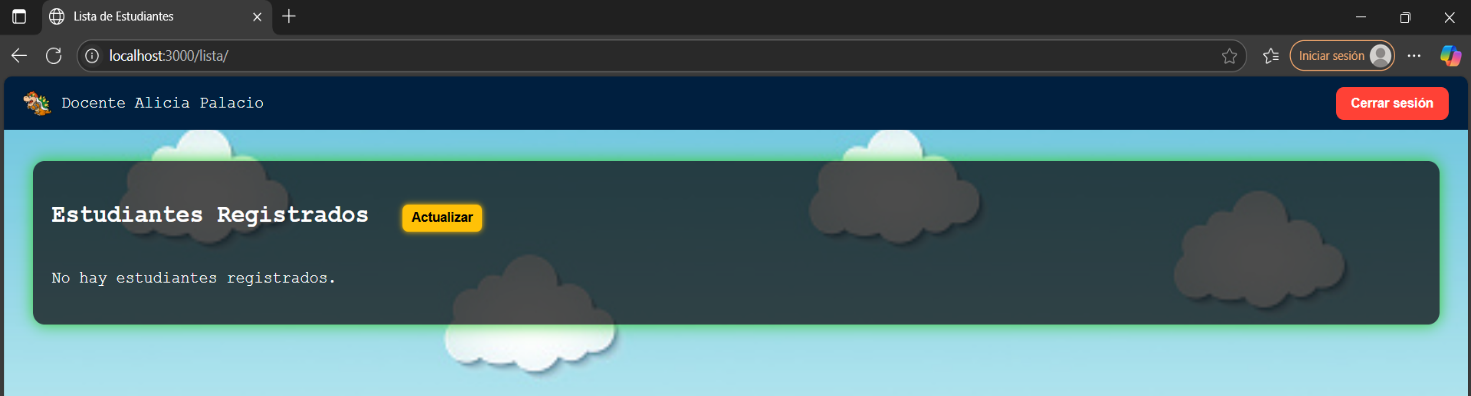 Lista de Estudiantes
localhost:3000/lista/
Iniciar sesión
Docente Alicia Palacio
Cerrar sesión
Estudiantes Registrados
Actualizar
No hay estudiantes registrados.